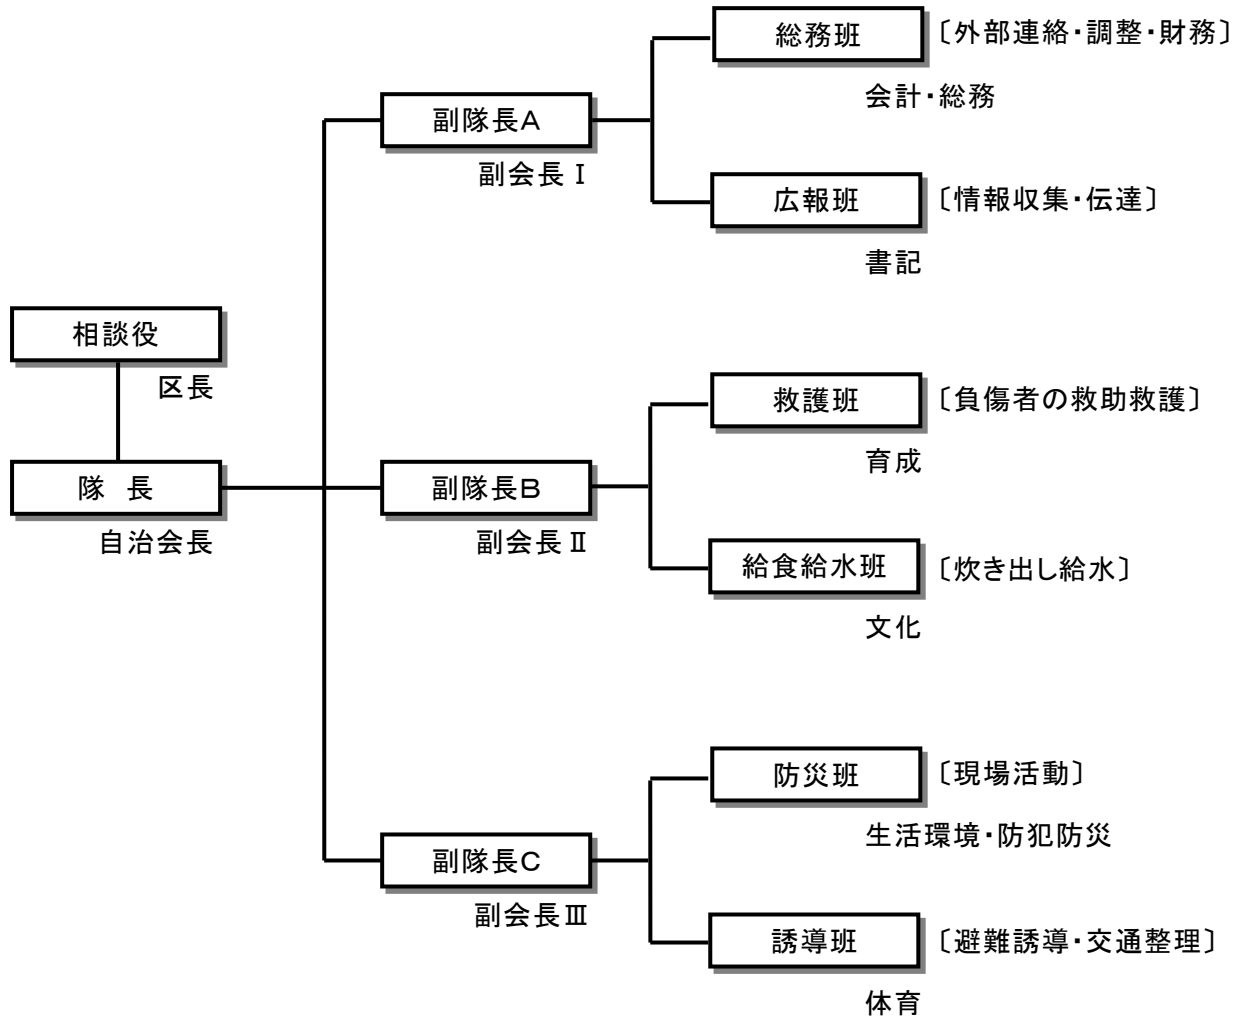 総務班
〔外部連絡・調整・財務〕
会計・総務
副隊長A
副会長Ⅰ
広報班
〔情報収集・伝達〕
書記
相談役
区長
隊 長
自治会長
救護班
〔負傷者の救助救護〕
育成
副隊長B
副会長Ⅱ
給食給水班
〔炊き出し給水〕
文化
防災班
〔現場活動〕
生活環境・防犯防災
副隊長C
副会長Ⅲ
誘導班
〔避難誘導・交通整理〕
体育